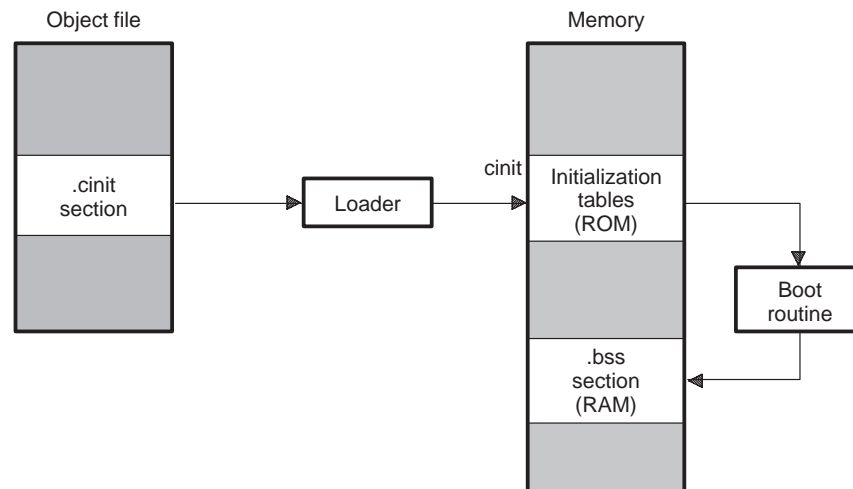 Object file
Memory
.cinit
section
Loader
cinit
Initialization
tables
(ROM)
Boot
routine
.bss
section
(RAM)